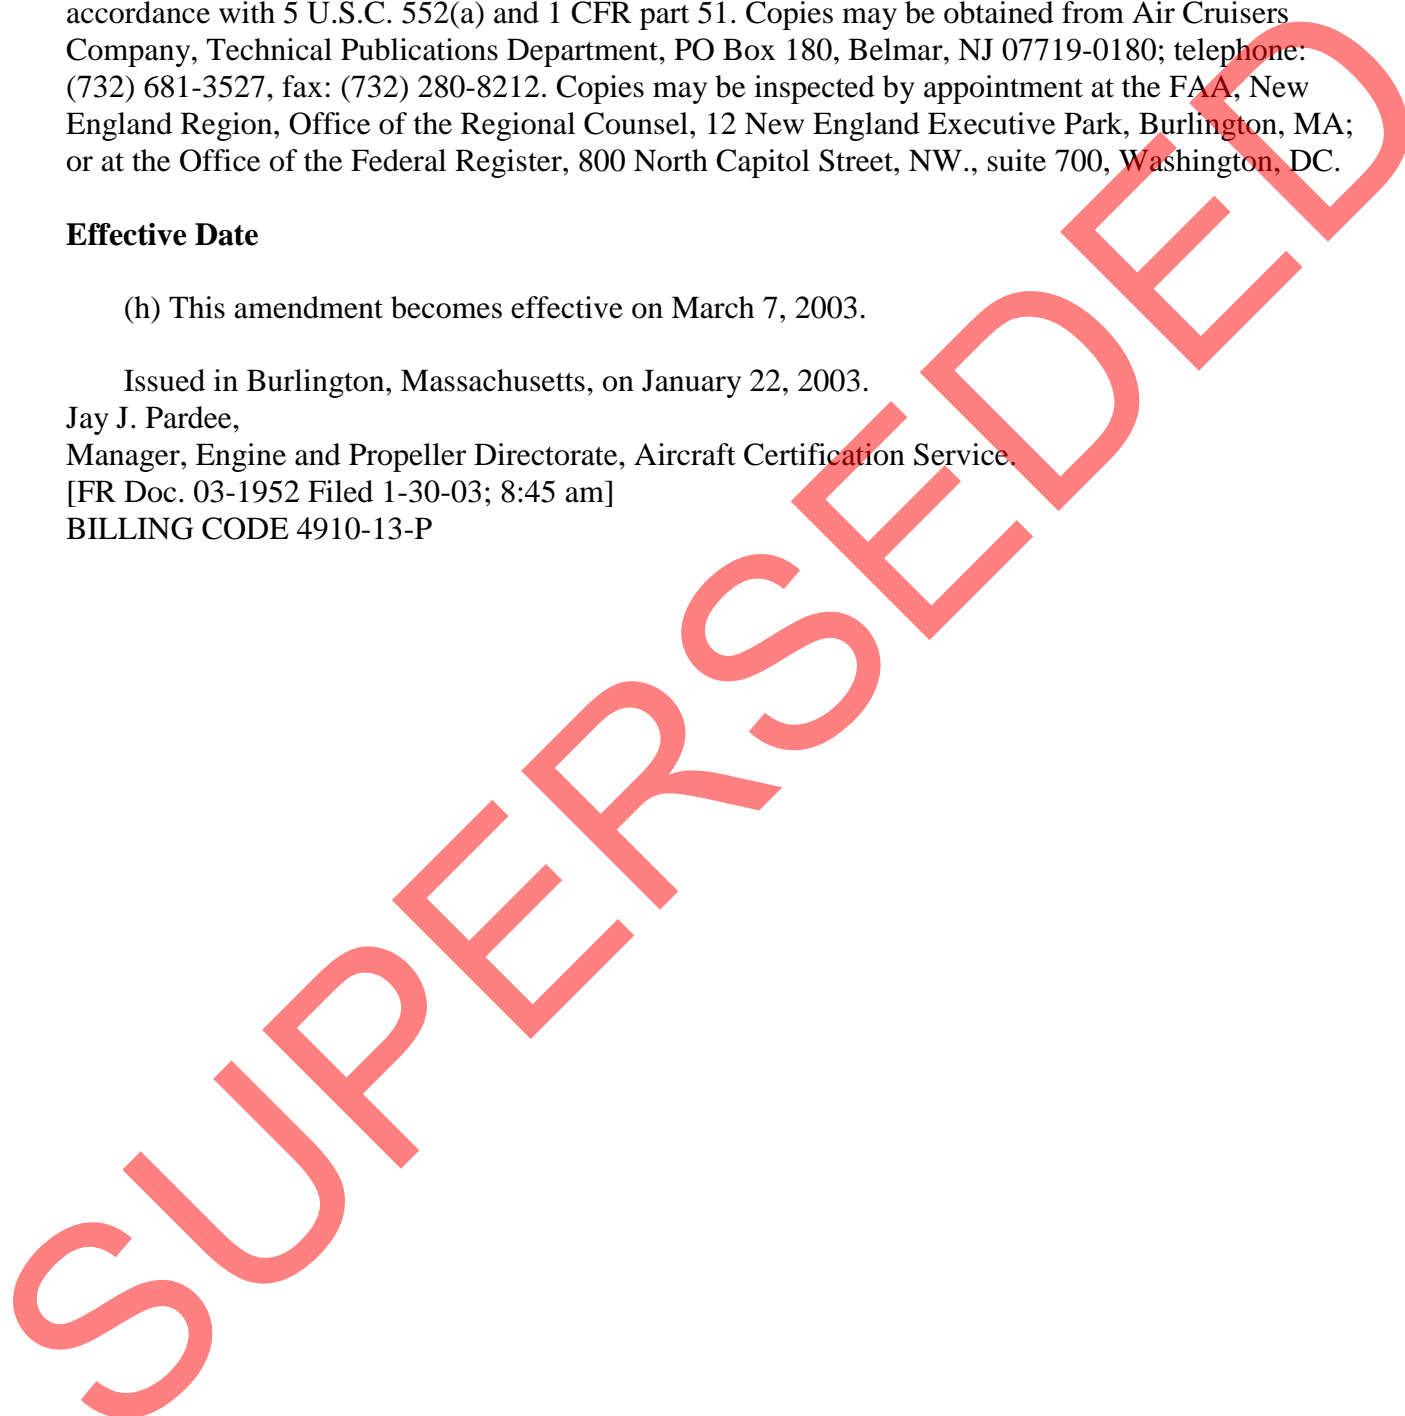 accordance with 5 U.S.C. 552(a) and 1 CFR part 51. Copies may be obtained from Air Cruisers
Company, Technical Publications Department, PO Box 180, Belmar, NJ 07719-0180; telephone:
(732) 681-3527, fax: (732) 280-8212. Copies may be inspected by appointment at the FAA, New
England Region, Office of the Regional Counsel, 12 New England Executive Park, Burlington, MA;
or at the Office of the Federal Register, 800 North Capitol Street, NW., suite 700, Washington, DC.
Effective Date
(h) This amendment becomes effective on March 7, 2003.
Issued in Burlington, Massachusetts, on January 22, 2003.
Jay J. Pardee,
Manager, Engine and Propeller Directorate, Aircraft Certification Service.
[FR Doc. 03-1952 Filed 1-30-03; 8:45 am]
BILLING CODE 4910-13-P
SUPERSEDED